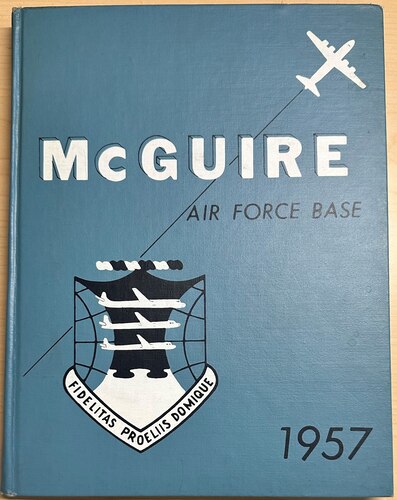 McGUIRE
AIR FORCE BASE
FIDELITAS PROELIIS DOMIQUE
1957